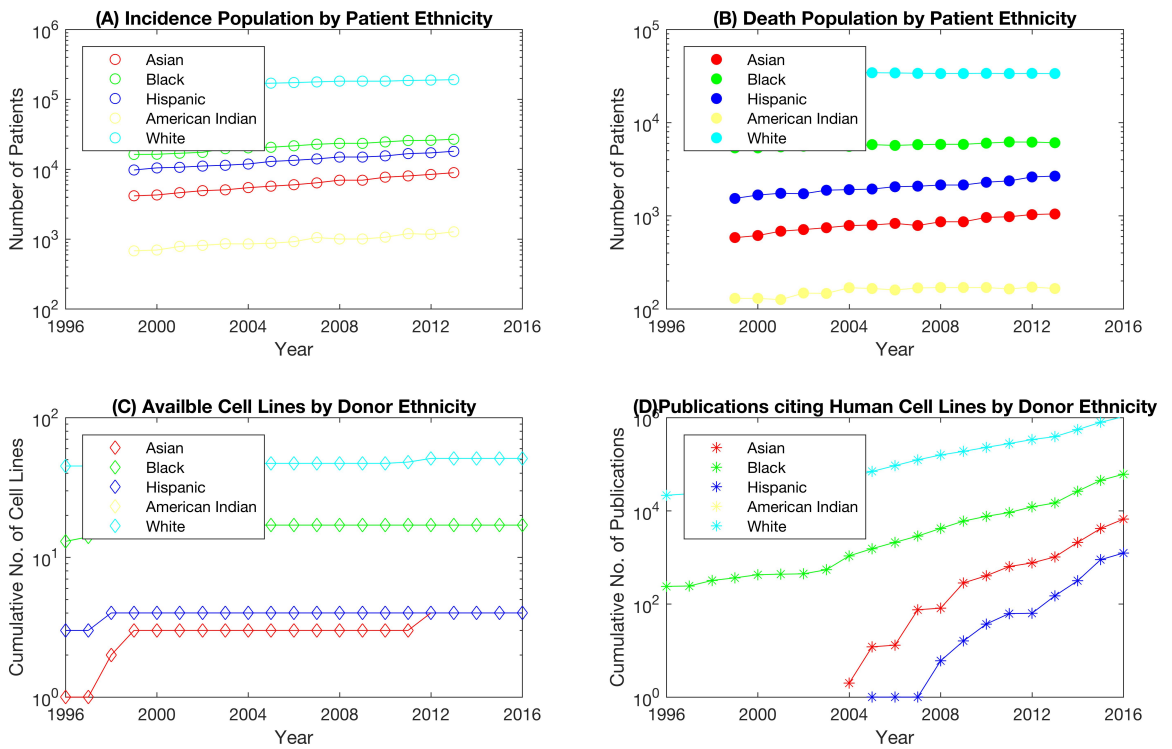 (A) Incidence Population by Patient Ethnicity
10^6
10^5
10^4
10^3
10^2
Number of Patients
Asian
Black
Hispanic
American Indian
White
1996 2000 2004 2008 2012 2016
Year
(B) Death Population by Patient Ethnicity
10^5
10^4
10^3
10^2
Number of Patients
Asian
Black
Hispanic
American Indian
White
1996 2000 2004 2008 2012 2016
Year
(C) Availble Cell Lines by Donor Ethnicity
10^2
10^1
10^0
Cumulative No. of Cell Lines
Asian
Black
Hispanic
American Indian
White
1996 2000 2004 2008 2012 2016
Year
(D)Publications citing Human Cell Lines by Donor Ethnicity
10^6
10^4
10^2
10^0
Cumulative No. of Publications
Asian
Black
Hispanic
American Indian
White
1996 2000 2004 2008 2012 2016
Year